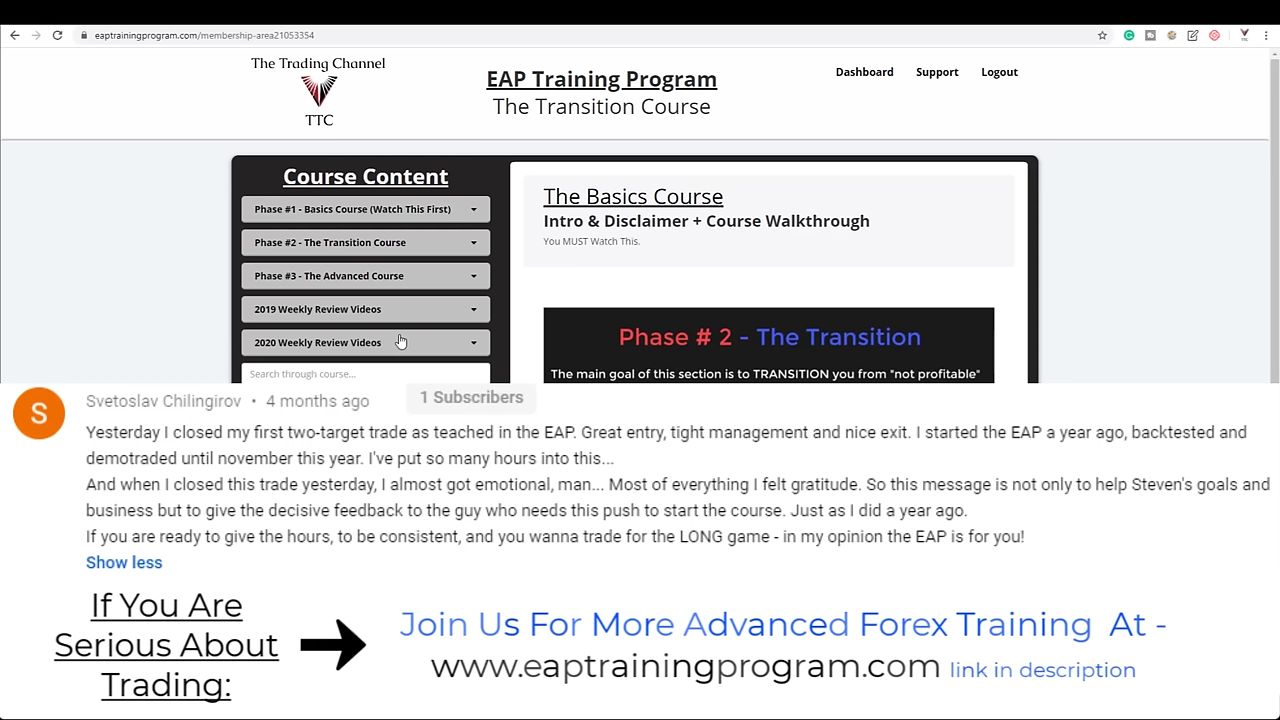 eaptrainingprogram.com/membership-area21053354
The Trading Channel
TTC
EAP Training Program
The Transition Course
Dashboard
Support
Logout
Course Content
Phase #1 - Basics Course (Watch This First)
Phase #2 - The Transition Course
Phase #3 - The Advanced Course
2019 Weekly Review Videos
2020 Weekly Review Videos
Search through course...
The Basics Course
Intro & Disclaimer + Course Walkthrough
You MUST Watch This.
Phase # 2 - The Transition
The main goal of this section is to TRANSITION you from "not profitable"
S
Svetoslav Chilingirov • 4 months ago
1 Subscribers
Yesterday I closed my first two-target trade as teached in the EAP. Great entry, tight management and nice exit. I started the EAP a year ago, backtested and
demotraded until november this year. I've put so many hours into this...
And when I closed this trade yesterday, I almost got emotional, man... Most of everything I felt gratitude. So this message is not only to help Steven's goals and
business but to give the decisive feedback to the guy who needs this push to start the course. Just as I did a year ago.
If you are ready to give the hours, to be consistent, and you wanna trade for the LONG game - in my opinion the EAP is for you!
Show less
If You Are
Serious About
Trading:
Join Us For More Advanced Forex Training At -
www.eaptrainingprogram.com link in description